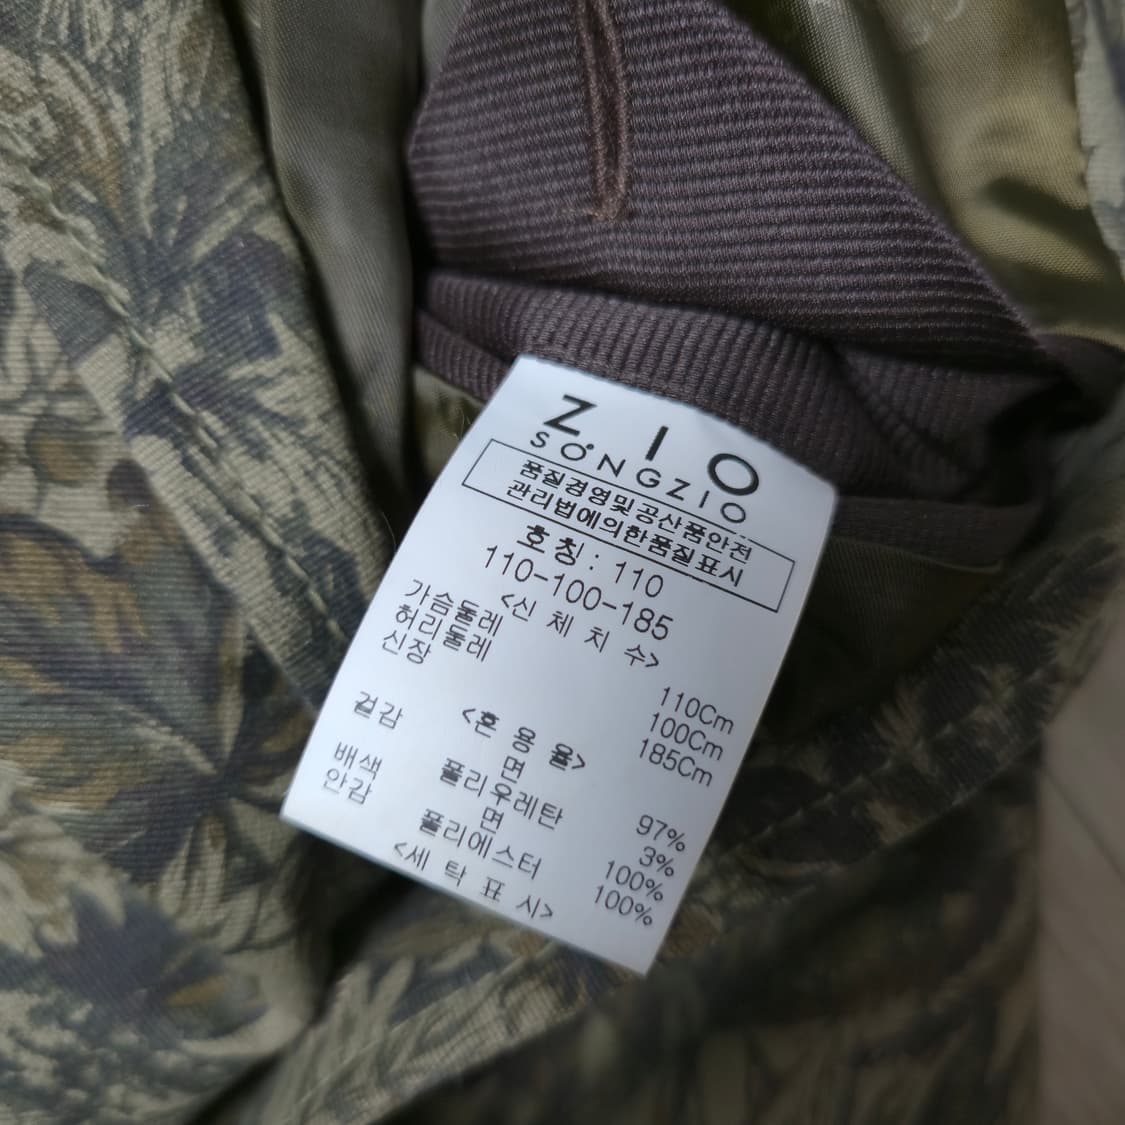 Z.IO
SONGZIO
품질경영및공산품안전
관리법에의한품질표시
호칭: 110
110-100-185
<신 체 치 수>
가슴둘레 110Cm
허리둘레 100Cm
신장 185Cm
<혼 용 율>
겉감 면 97%
폴리우레탄 3%
배색 면 100%
안감 폴리에스터 100%
<세 탁 표 시>